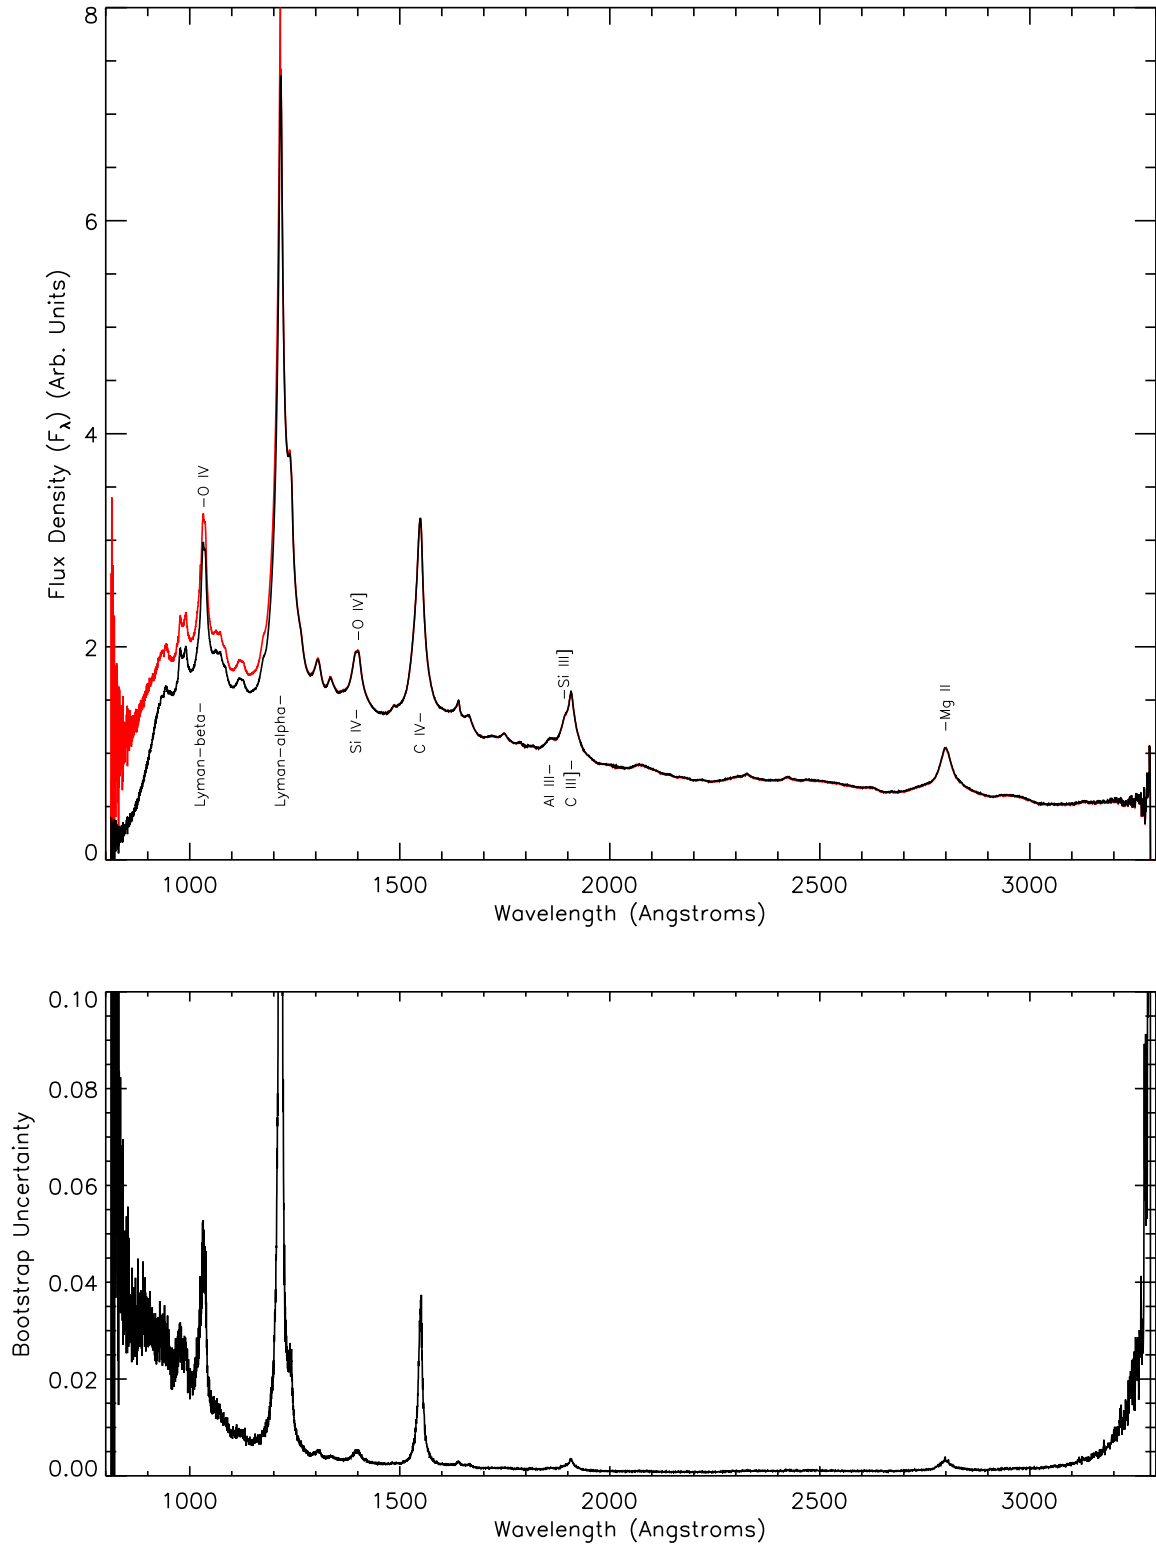 8
6
4
2
0
Flux Density (Fλ) (Arb. Units)
–O IV
–O IV]
–Si III]
–Mg II
Lyman–beta–
Lyman–alpha–
Si IV–
C IV–
Al III–
C III]–
1000 1500 2000 2500 3000
Wavelength (Angstroms)
0.10
0.08
0.06
0.04
0.02
0.00
Bootstrap Uncertainty
1000 1500 2000 2500 3000
Wavelength (Angstroms)